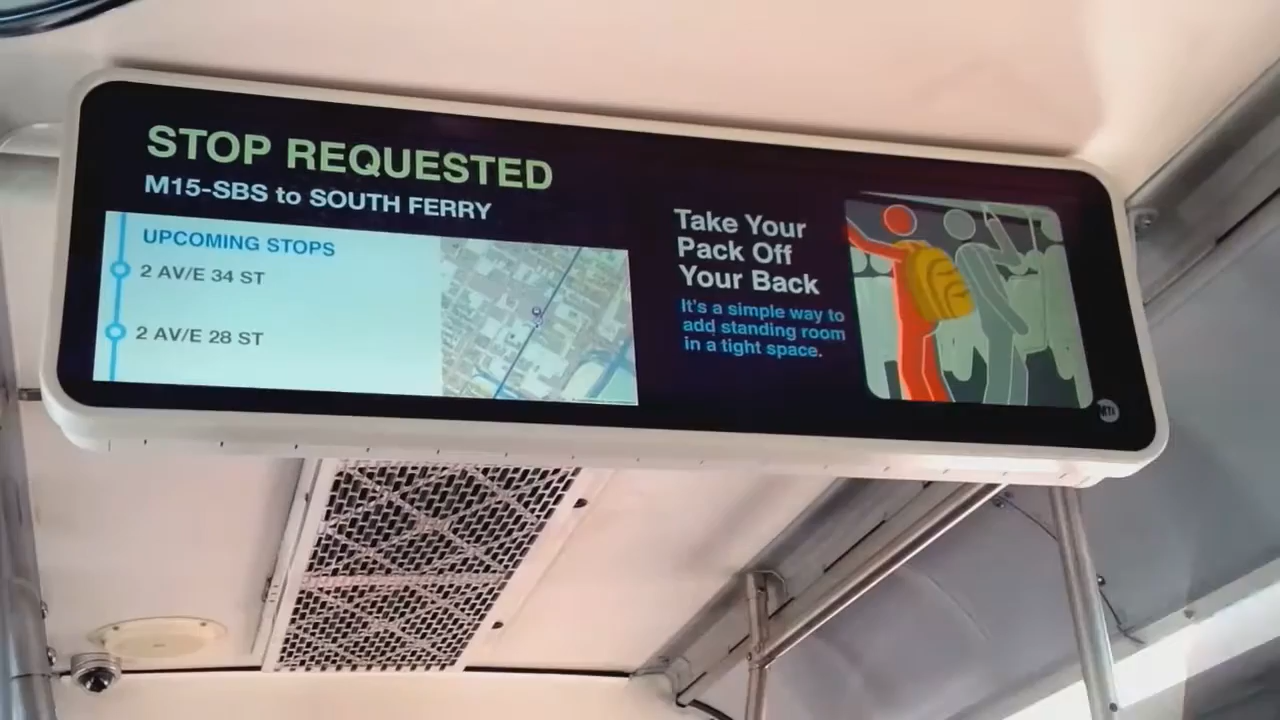 STOP REQUESTED
M15-SBS to SOUTH FERRY
UPCOMING STOPS
2 AV/E 34 ST
2 AV/E 28 ST
Take Your
Pack Off
Your Back
It's a simple way to
add standing room
in a tight space.
MTA